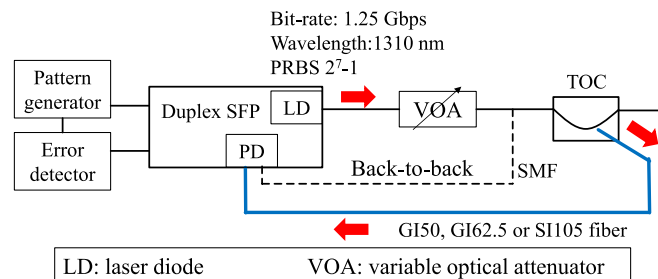 Bit-rate: 1.25 Gbps
Wavelength:1310 nm
PRBS 2⁷-1
Pattern
generator
Error
detector
Duplex SFP
LD
PD
VOA
TOC
Back-to-back
SMF
GI50, GI62.5 or SI105 fiber
LD: laser diode VOA: variable optical attenuator